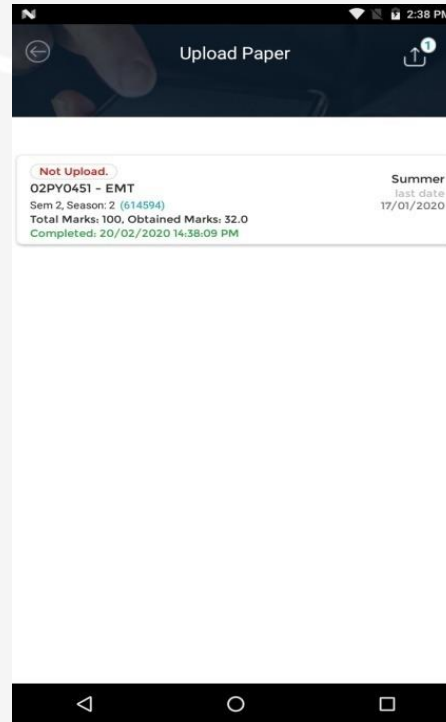 2:38 PM
Upload Paper
1
Not Upload.
02PY0451 - EMT
Summer
Sem 2, Season: 2 (614594)
last date
Total Marks: 100, Obtained Marks: 32.0
17/01/2020
Completed: 20/02/2020 14:38:09 PM